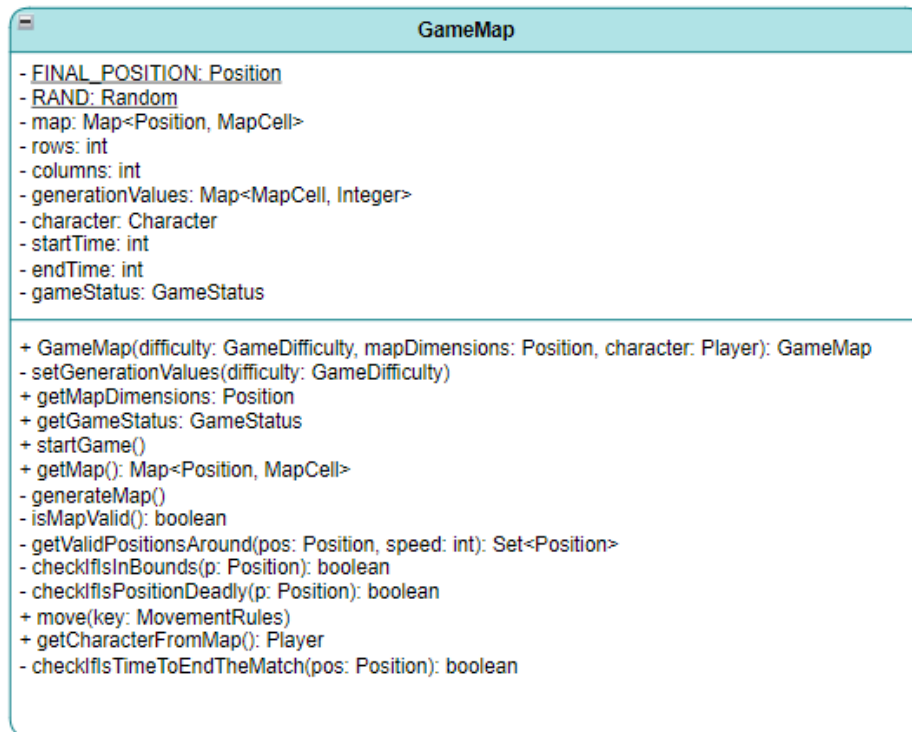 GameMap
- FINAL_POSITION: Position
- RAND: Random
- map: Map<Position, MapCell>
- rows: int
- columns: int
- generationValues: Map<MapCell, Integer>
- character: Character
- startTime: int
- endTime: int
- gameStatus: GameStatus
+ GameMap(difficulty: GameDifficulty, mapDimensions: Position, character: Player): GameMap
- setGenerationValues(difficulty: GameDifficulty)
+ getMapDimensions: Position
+ getGameStatus: GameStatus
+ startGame()
+ getMap(): Map<Position, MapCell>
- generateMap()
- isMapValid(): boolean
- getValidPositionsAround(pos: Position, speed: int): Set<Position>
- checkIfIsInBounds(p: Position): boolean
- checkIfIsPositionDeadly(p: Position): boolean
+ move(key: MovementRules)
+ getCharacterFromMap(): Player
- checkIfIsTimeToEndTheMatch(pos: Position): boolean